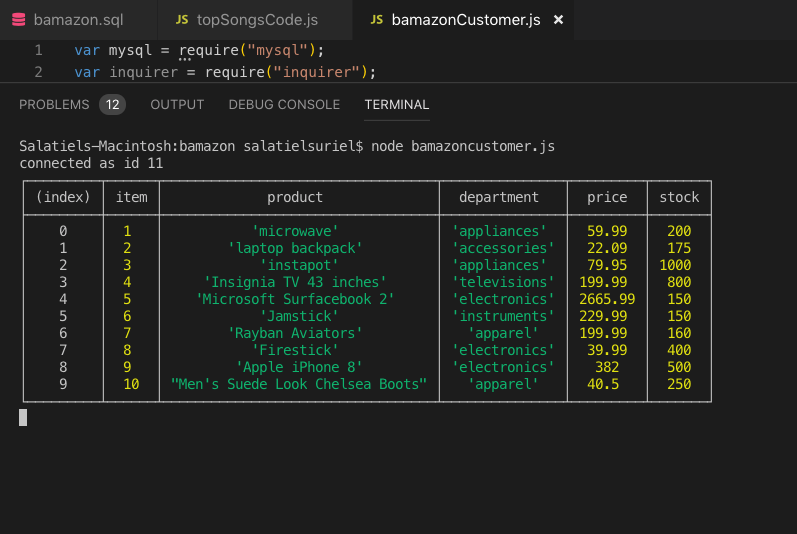 bamazon.sql JS topSongsCode.js JS bamazonCustomer.js ×
1 var mysql = require("mysql");
2 var inquirer = require("inquirer");
PROBLEMS 12 OUTPUT DEBUG CONSOLE TERMINAL
Salatiels-Macintosh:bamazon salatielsuriel$ node bamazoncustomer.js
connected as id 11
(index) item product department price stock
0 1 'microwave' 'appliances' 59.99 200
1 2 'laptop backpack' 'accessories' 22.09 175
2 3 'instapot' 'appliances' 79.95 1000
3 4 'Insignia TV 43 inches' 'televisions' 199.99 800
4 5 'Microsoft Surfacebook 2' 'electronics' 2665.99 150
5 6 'Jamstick' 'instruments' 229.99 150
6 7 'Rayban Aviators' 'apparel' 199.99 160
7 8 'Firestick' 'electronics' 39.99 400
8 9 'Apple iPhone 8' 'electronics' 382 500
9 10 "Men's Suede Look Chelsea Boots" 'apparel' 40.5 250